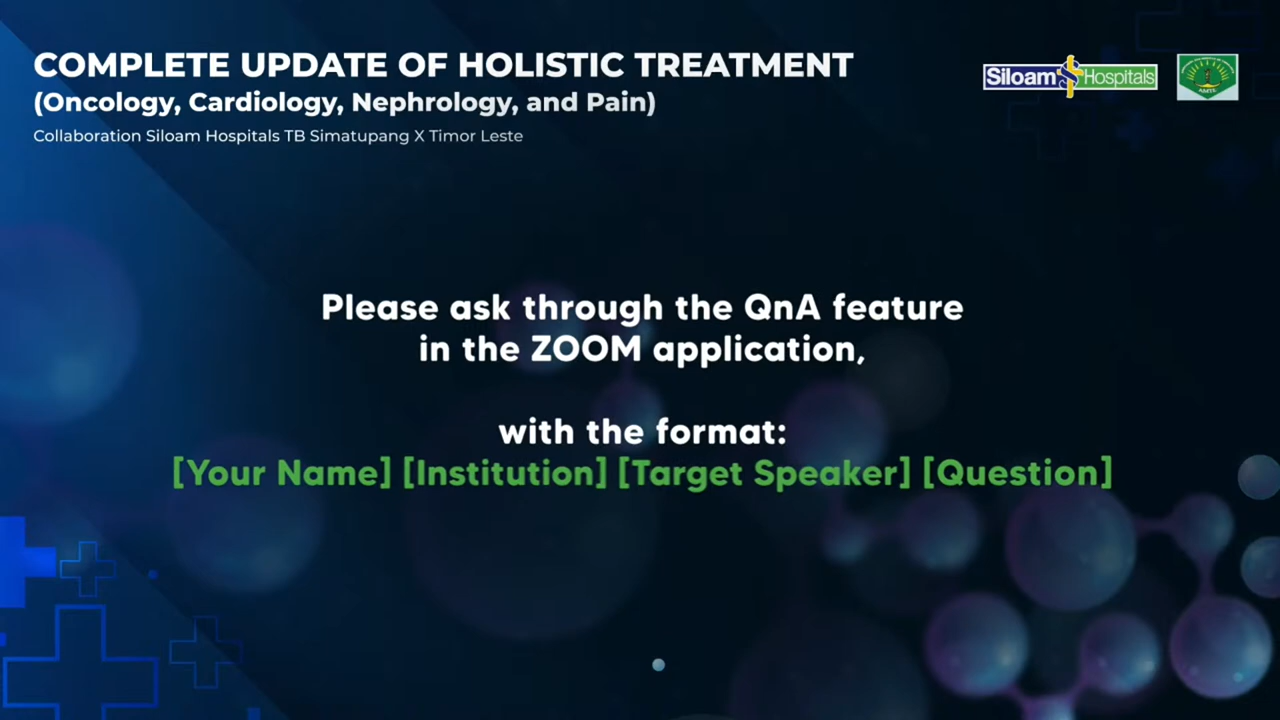 COMPLETE UPDATE OF HOLISTIC TREATMENT
(Oncology, Cardiology, Nephrology, and Pain)
Collaboration Siloam Hospitals TB Simatupang X Timor Leste
Siloam Hospitals
Please ask through the QnA feature
in the ZOOM application,
with the format:
[Your Name] [Institution] [Target Speaker] [Question]